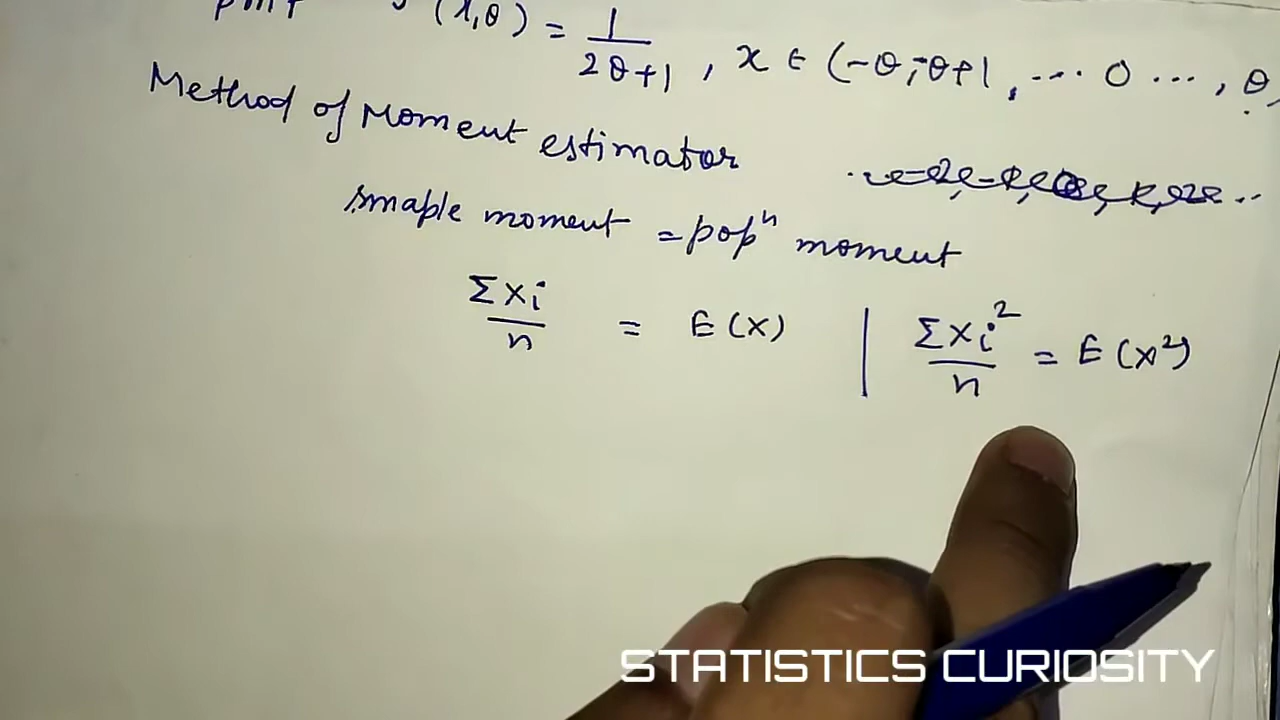 pmf f(x,θ) = 1/2θ+1 , x ∈ (-θ,-θ+1, .... 0 ..., θ,
Method of Moment estimator
smaple moment = popⁿ moment
Σxi/n = E(x) | Σxi²/n = E(x²)
STATISTICS CURIOSITY